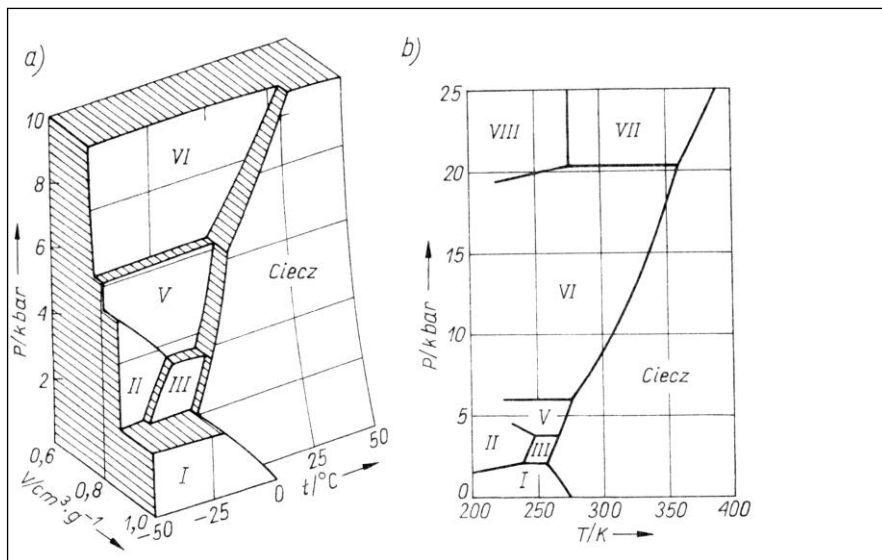 a)
10
8
6
4
2
P/kbar
0,6
0,8
1,0
V/cm³·g⁻¹
-50
-25
0
25
50
t/°C
VI
V
II
III
I
Ciecz
b)
25
20
15
10
5
0
P/kbar
VIII
VII
VI
V
II
III
I
Ciecz
200
250
300
350
400
T/K